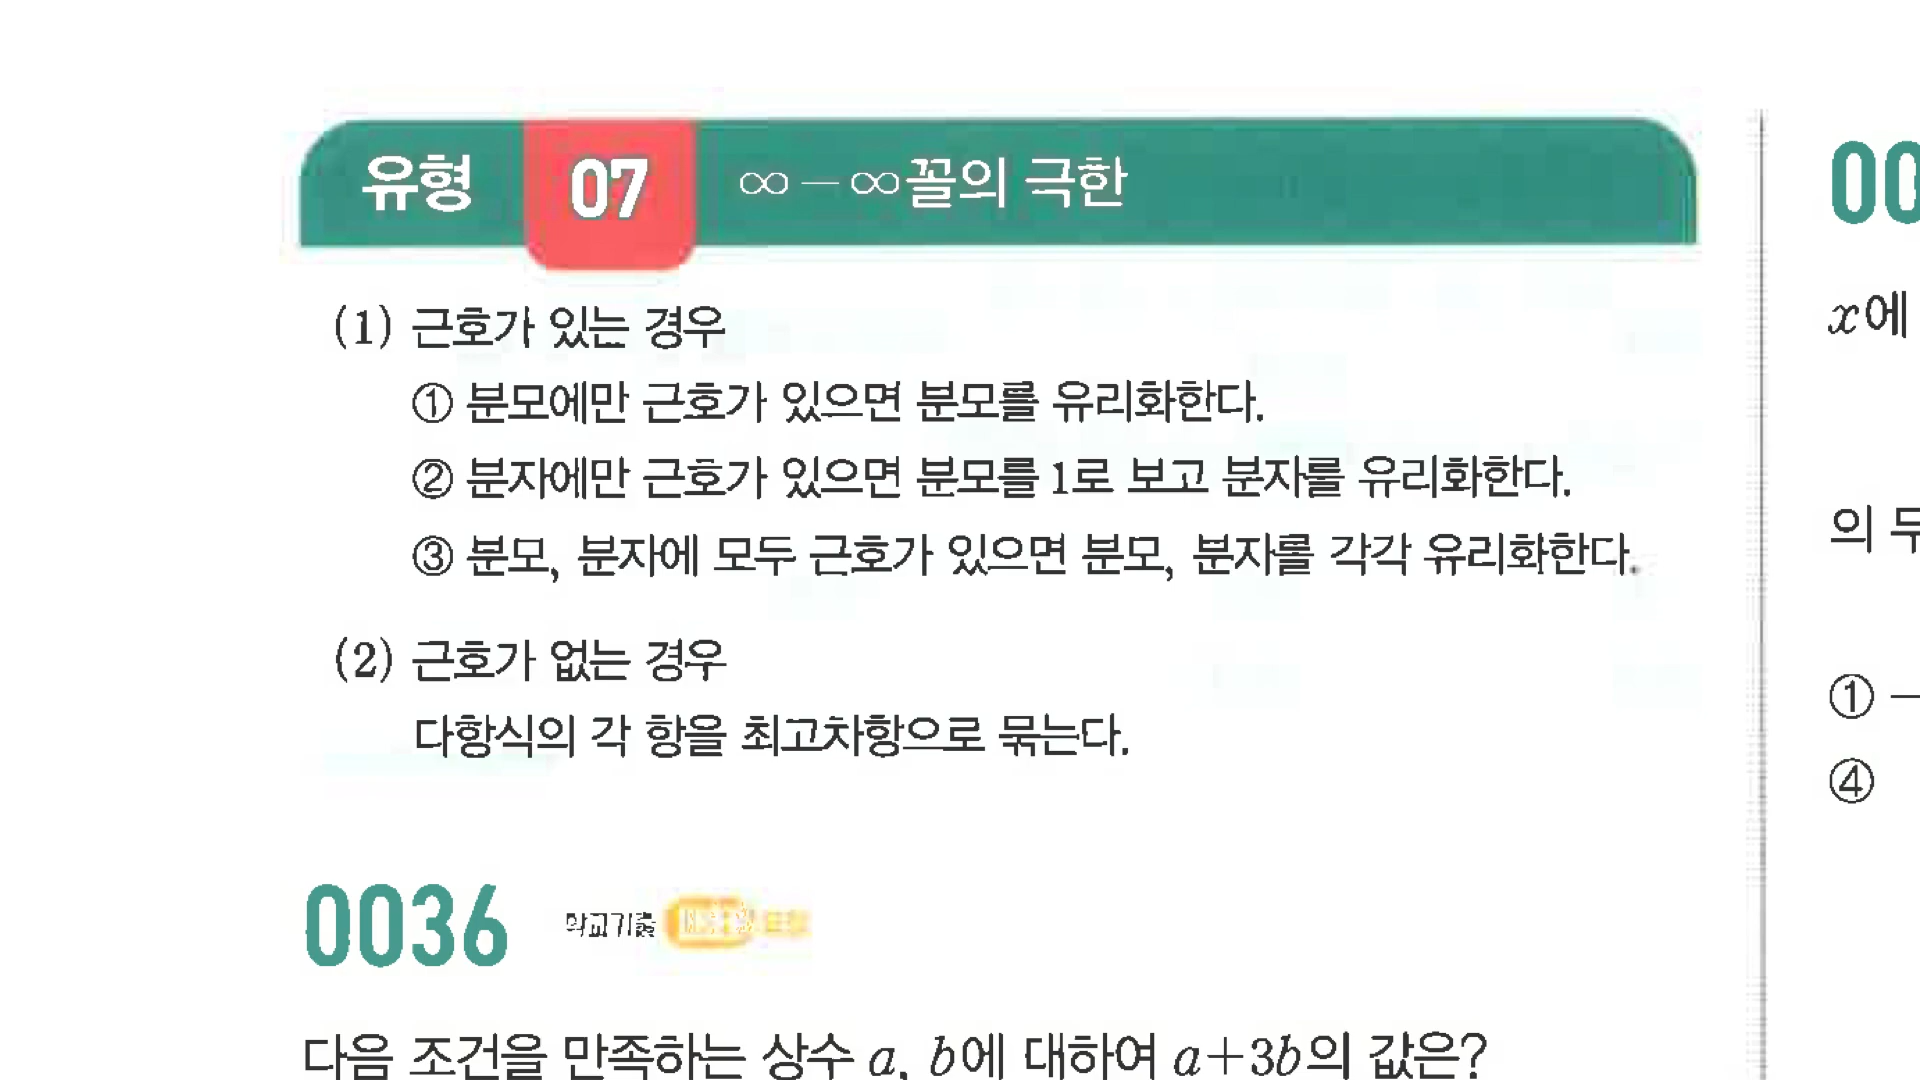 유형 07 ∞-∞꼴의 극한
(1) 근호가 있는 경우
① 분모에만 근호가 있으면 분모를 유리화한다.
② 분자에만 근호가 있으면 분모를 1로 보고 분자를 유리화한다.
③ 분모, 분자에 모두 근호가 있으면 분모, 분자를 각각 유리화한다.
(2) 근호가 없는 경우
다항식의 각 항을 최고차항으로 묶는다.
0036 학교기출
다음 조건을 만족하는 상수 a, b에 대하여 a+3b의 값은?
00
x에
의
① -
④